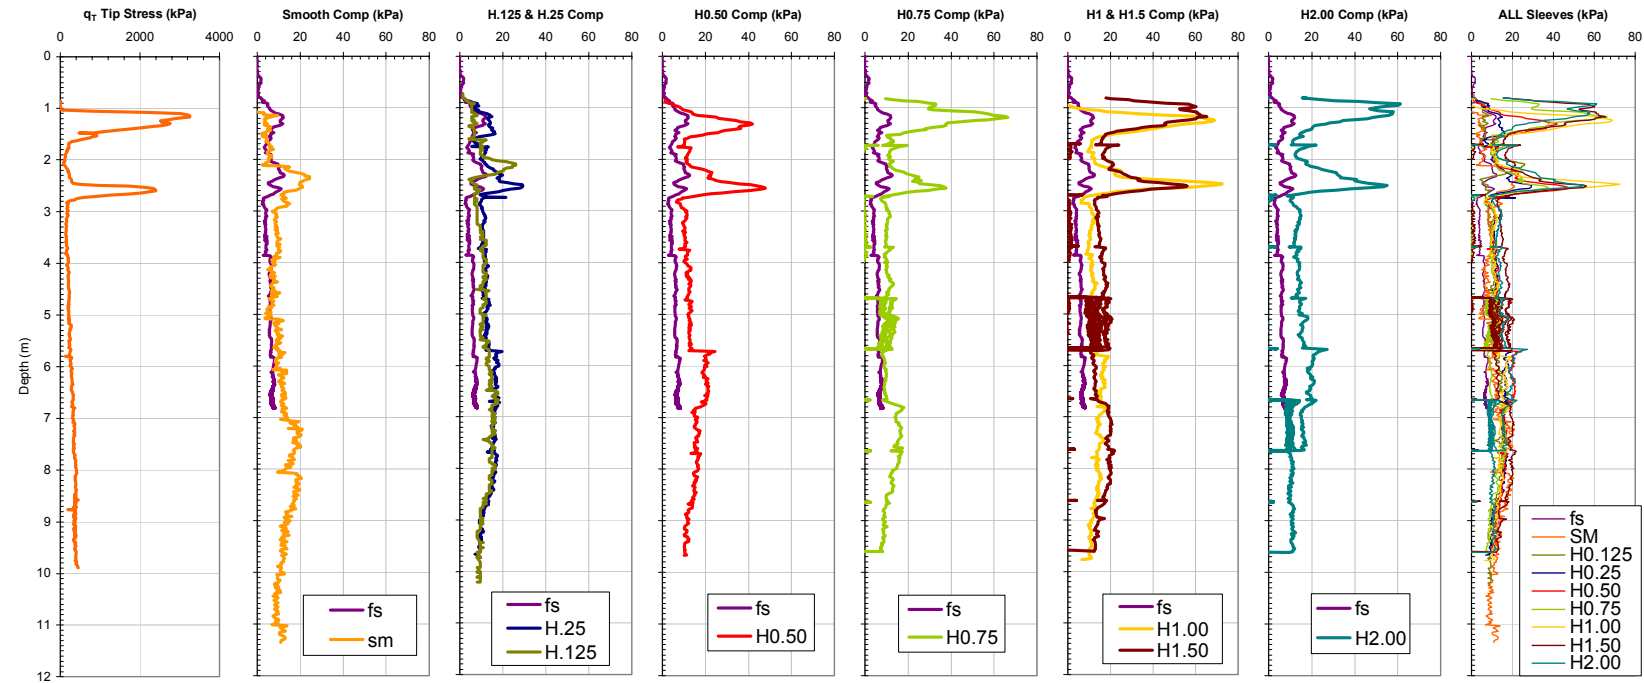 qT Tip Stress (kPa)
0 2000 4000
Smooth Comp (kPa)
0 20 40 60 80
H.125 & H.25 Comp
0 20 40 60 80
H0.50 Comp (kPa)
0 20 40 60 80
H0.75 Comp (kPa)
0 20 40 60 80
H1 & H1.5 Comp (kPa)
0 20 40 60 80
H2.00 Comp (kPa)
0 20 40 60 80
ALL Sleeves (kPa)
0 20 40 60 80
Depth (m)
0
1
2
3
4
5
6
7
8
9
10
11
12
fs
sm
fs
H.25
H.125
fs
H0.50
fs
H0.75
fs
H1.00
H1.50
fs
H2.00
fs
SM
H0.125
H0.25
H0.50
H0.75
H1.00
H1.50
H2.00